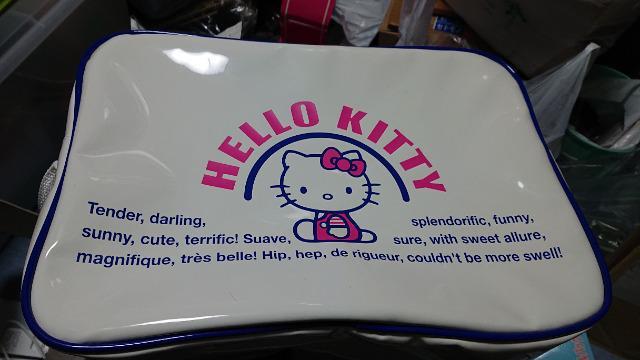 HELLO KITTY
Tender, darling, splendorific, funny,
sunny, cute, terrific! Suave, sure, with sweet allure,
magnifique, très belle! Hip, hep, de rigueur, couldn't be more swell!